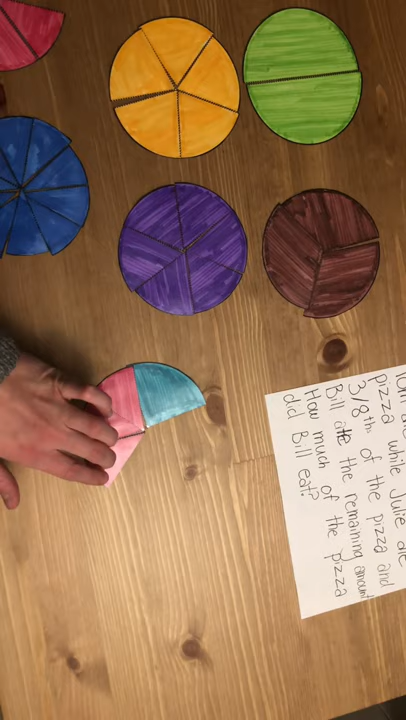 pizza while Julie ate
3/8th of the pizza and
Bill ate the remaining amount
How much of the pizza
did Bill eat?